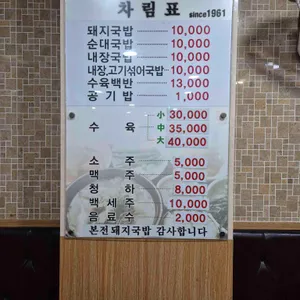 차림표 since1961
돼지국밥 10,000
순대국밥 10,000
내장국밥 10,000
내장,고기섞어국밥 10,000
수육백반 13,000
공기밥 1,000
小 30,000
수육 中 35,000
大 40,000
소주 5,000
맥주 5,000
청하 8,000
백세주 10,000
음료수 2,000
본전돼지국밥 감사합니다